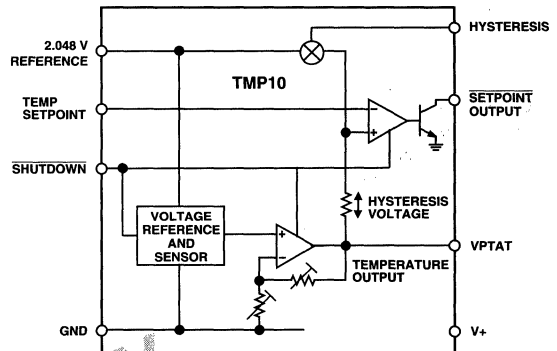 HYSTERESIS
2.048 V
REFERENCE
TMP10
TEMP
SETPOINT
SETPOINT
OUTPUT
SHUTDOWN
HYSTERESIS
VOLTAGE
VOLTAGE
REFERENCE
AND
SENSOR
VPTAT
TEMPERATURE
OUTPUT
GND
V+